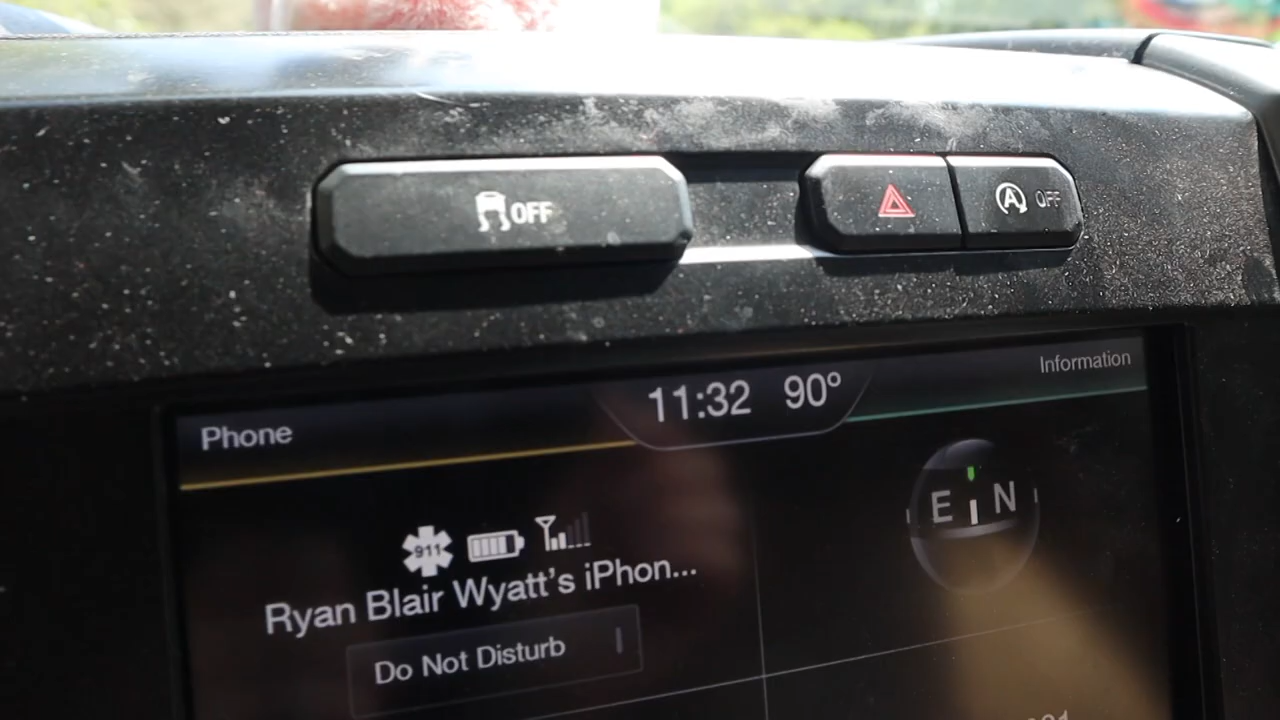 OFF
A OFF
11:32 90°
Information
Phone
E N
911
Ryan Blair Wyatt's iPhon...
Do Not Disturb